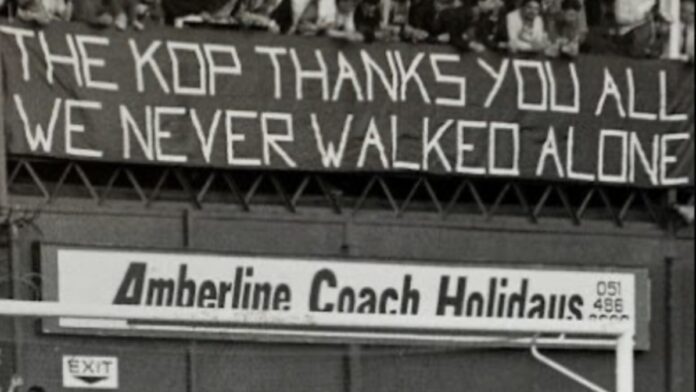 THE KOP THANKS YOU ALL
WE NEVER WALKED ALONE
Amberline Coach Holidays
051
486
EXIT